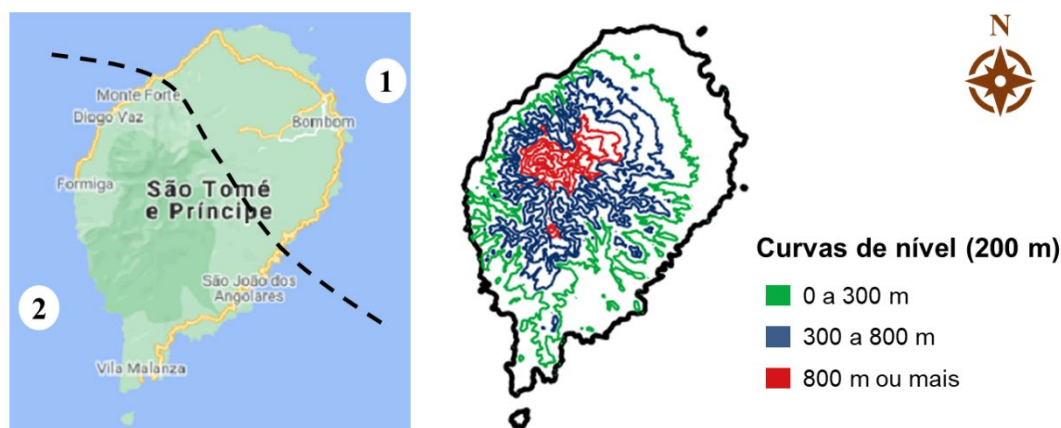 1
Monte Forte
Diogo Vaz
Bombom
Formiga
São Tomé
e Príncipe
São João dos
Angolares
2
Vila Malanza
N
Curvas de nível (200 m)
0 a 300 m
300 a 800 m
800 m ou mais